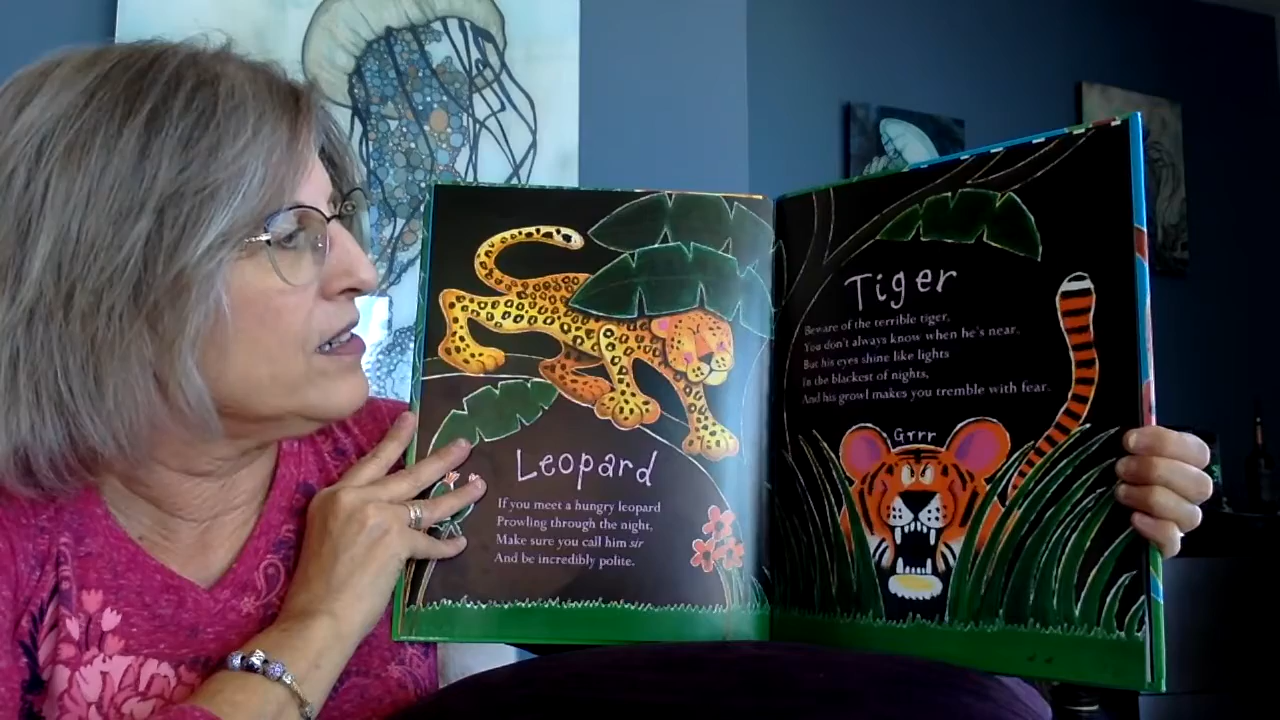 Leopard
If you meet a hungry leopard
Prowling through the night,
Make sure you call him sir
And be incredibly polite.
Tiger
Beware of the terrible tiger,
You don't always know when he's near,
But his eyes shine like lights
In the blackest of nights,
And his growl makes you tremble with fear.
Grrr